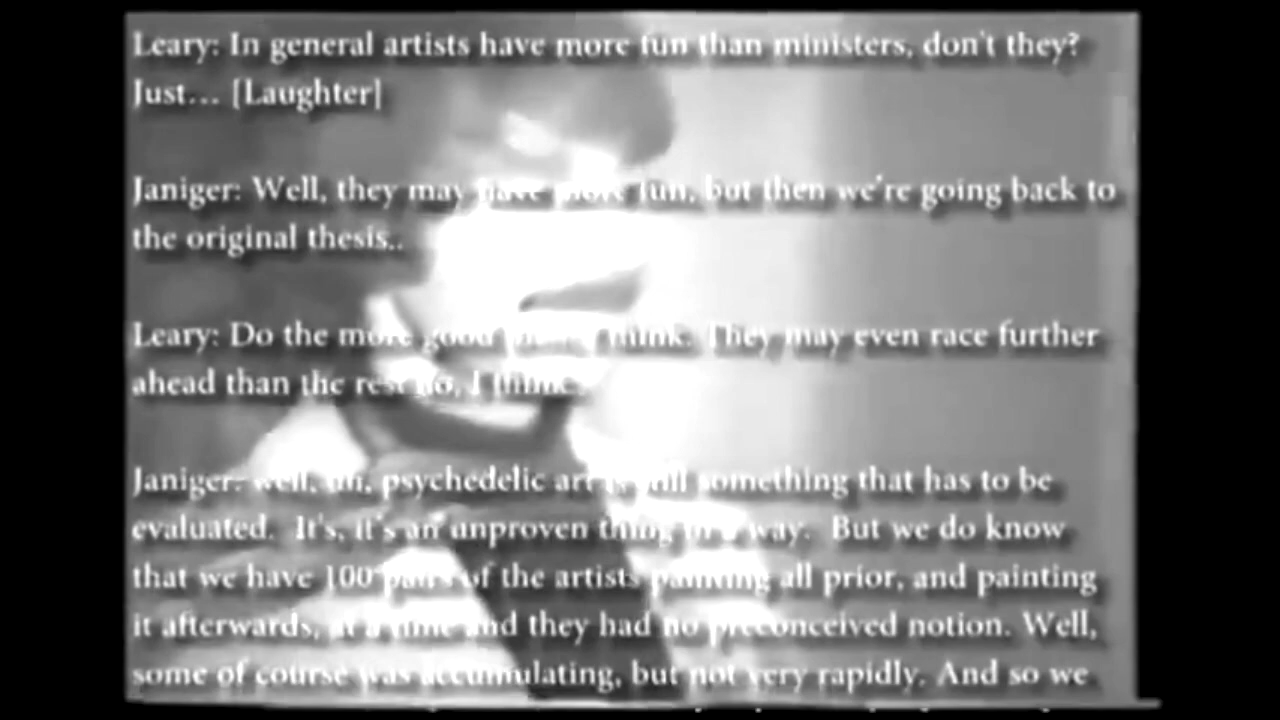 Leary: In general artists have more fun than ministers, don't they?
Just... [Laughter]
Janiger: Well, they may have more fun, but then we're going back to
the original thesis..
Leary: Do the more good think. They may even race further
ahead than the rest do, I think.
Janiger: well, uh, psychedelic art is still something that has to be
evaluated. It's, it's an unproven thing in a way. But we do know
that we have 100 pairs of the artists painting all prior, and painting
it afterwards, at a time and they had no preconceived notion. Well,
some of course was accumulating, but not very rapidly. And so we